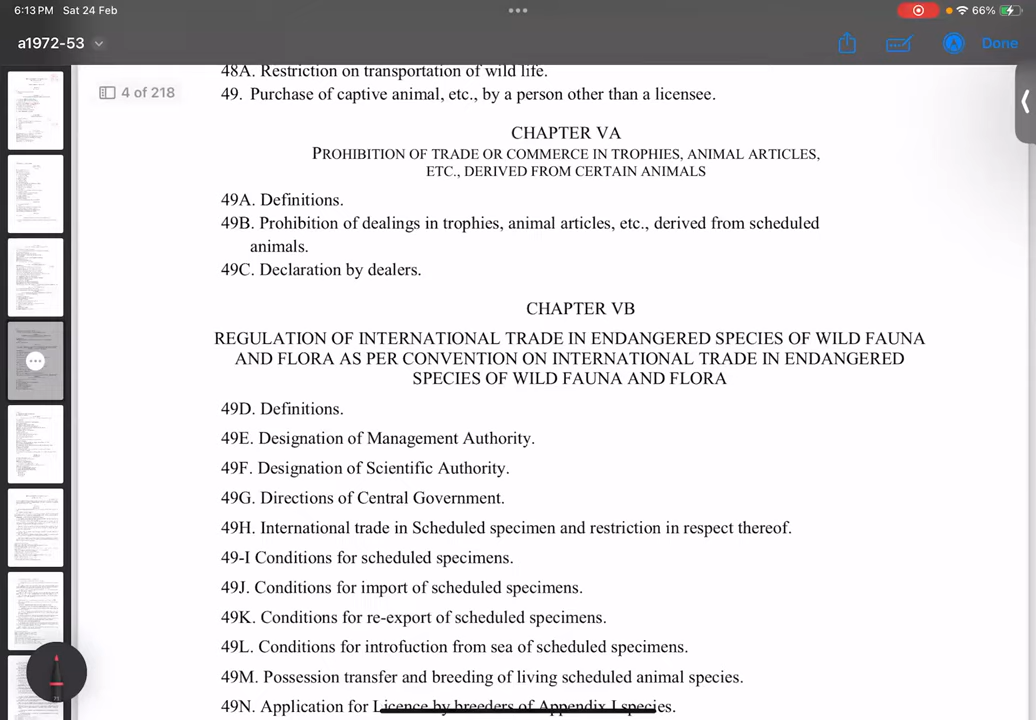 6:13 PM Sat 24 Feb
66%
a1972-53
Done
4 of 218
48A. Restriction on transportation of wild life.
49. Purchase of captive animal, etc., by a person other than a licensee.
CHAPTER VA
PROHIBITION OF TRADE OR COMMERCE IN TROPHIES, ANIMAL ARTICLES,
ETC., DERIVED FROM CERTAIN ANIMALS
49A. Definitions.
49B. Prohibition of dealings in trophies, animal articles, etc., derived from scheduled
animals.
49C. Declaration by dealers.
CHAPTER VB
REGULATION OF INTERNATIONAL TRADE IN ENDANGERED SPECIES OF WILD FAUNA
AND FLORA AS PER CONVENTION ON INTERNATIONAL TRADE IN ENDANGERED
SPECIES OF WILD FAUNA AND FLORA
49D. Definitions.
49E. Designation of Management Authority.
49F. Designation of Scientific Authority.
49G. Directions of Central Government.
49H. International trade in Scheduled specimen and restriction in respect thereof.
49-I Conditions for scheduled specimens.
49J. Conditions for import of scheduled specimens.
49K. Conditions for re-export of scheduled specimens.
49L. Conditions for introfuction from sea of scheduled specimens.
49M. Possession transfer and breeding of living scheduled animal species.
49N. Application for Licence by breeders of Appendix I species.